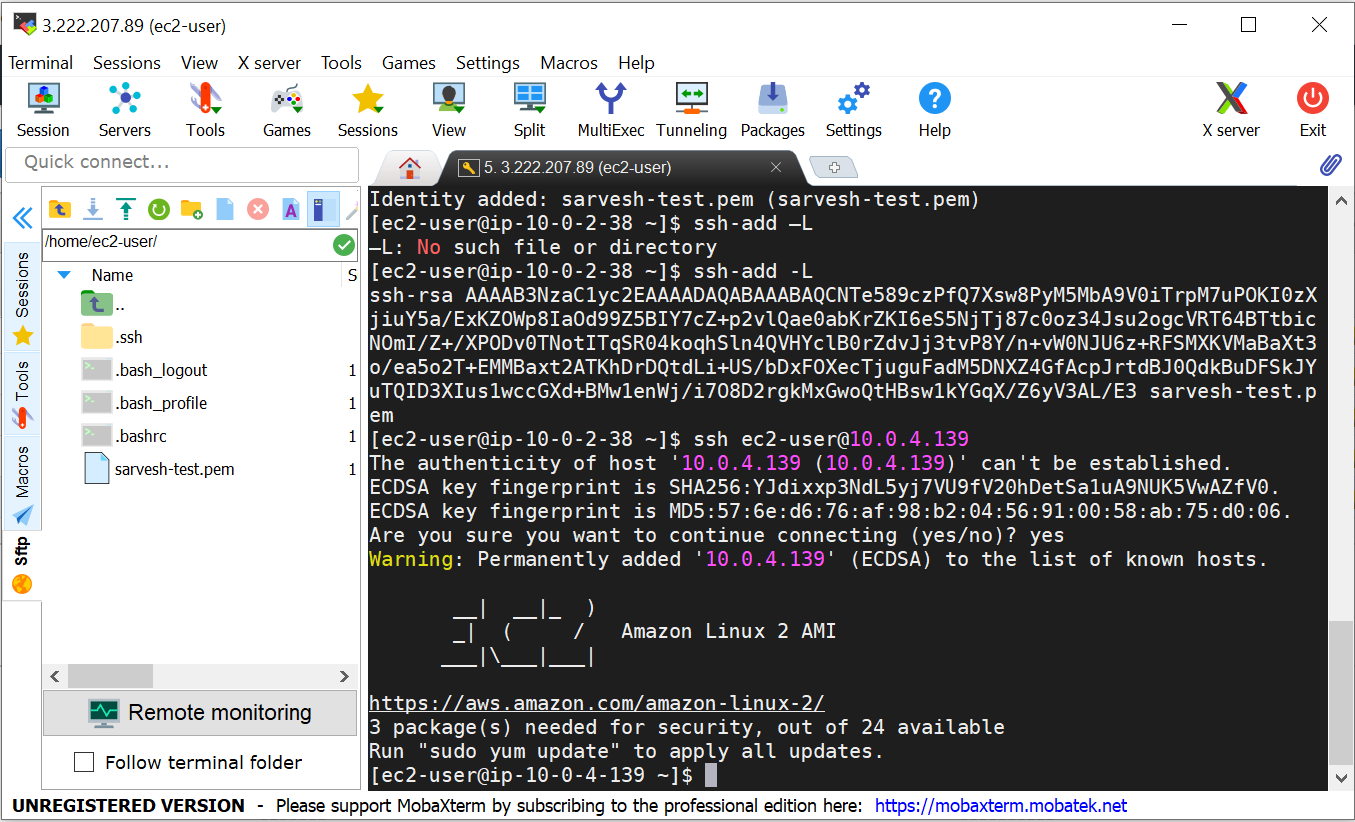 3.222.207.89 (ec2-user)
Terminal Sessions View X server Tools Games Settings Macros Help
Session Servers Tools Games Sessions View Split MultiExec Tunneling Packages Settings Help X server Exit
Quick connect...
5. 3.222.207.89 (ec2-user)
/home/ec2-user/
Name S
..
.ssh
.bash_logout 1
.bash_profile 1
.bashrc 1
sarvesh-test.pem 1
Sessions
Tools
Macros
Sftp
Remote monitoring
Follow terminal folder
Identity added: sarvesh-test.pem (sarvesh-test.pem)
[ec2-user@ip-10-0-2-38 ~]$ ssh-add –L
–L: No such file or directory
[ec2-user@ip-10-0-2-38 ~]$ ssh-add -L
ssh-rsa AAAAB3NzaC1yc2EAAAADAQABAAABAQCNTe589czPfQ7Xsw8PyM5MbA9V0iTrpM7uPOKI0zX
jiuY5a/ExKZOWp8IaOd99Z5BIY7cZ+p2vlQae0abKrZKI6eS5NjTj87c0oz34Jsu2ogcVRT64BTtbic
NOmI/Z+/XPODv0TNotITqSR04koqhSln4QVHYclB0rZdvJj3tvP8Y/n+vW0NJU6z+RFSMXKVMaBaXt3
o/ea5o2T+EMMBaxt2ATKhDrDQtdLi+US/bDxFOXecTjuguFadM5DNXZ4GfAcpJrtdBJ0QdkBuDFSkJY
uTQID3XIus1wccGXd+BMw1enWj/i7O8D2rgkMxGwoQtHBsw1kYGqX/Z6yV3AL/E3 sarvesh-test.p
em
[ec2-user@ip-10-0-2-38 ~]$ ssh ec2-user@10.0.4.139
The authenticity of host '10.0.4.139 (10.0.4.139)' can't be established.
ECDSA key fingerprint is SHA256:YJdixxp3NdL5yj7VU9fV20hDetSa1uA9NUK5VwAZfV0.
ECDSA key fingerprint is MD5:57:6e:d6:76:af:98:b2:04:56:91:00:58:ab:75:d0:06.
Are you sure you want to continue connecting (yes/no)? yes
Warning: Permanently added '10.0.4.139' (ECDSA) to the list of known hosts.
__|  __|_  )
_|  (     /   Amazon Linux 2 AMI
___|\___|___|
https://aws.amazon.com/amazon-linux-2/
3 package(s) needed for security, out of 24 available
Run "sudo yum update" to apply all updates.
[ec2-user@ip-10-0-4-139 ~]$
UNREGISTERED VERSION - Please support MobaXterm by subscribing to the professional edition here: https://mobaxterm.mobatek.net